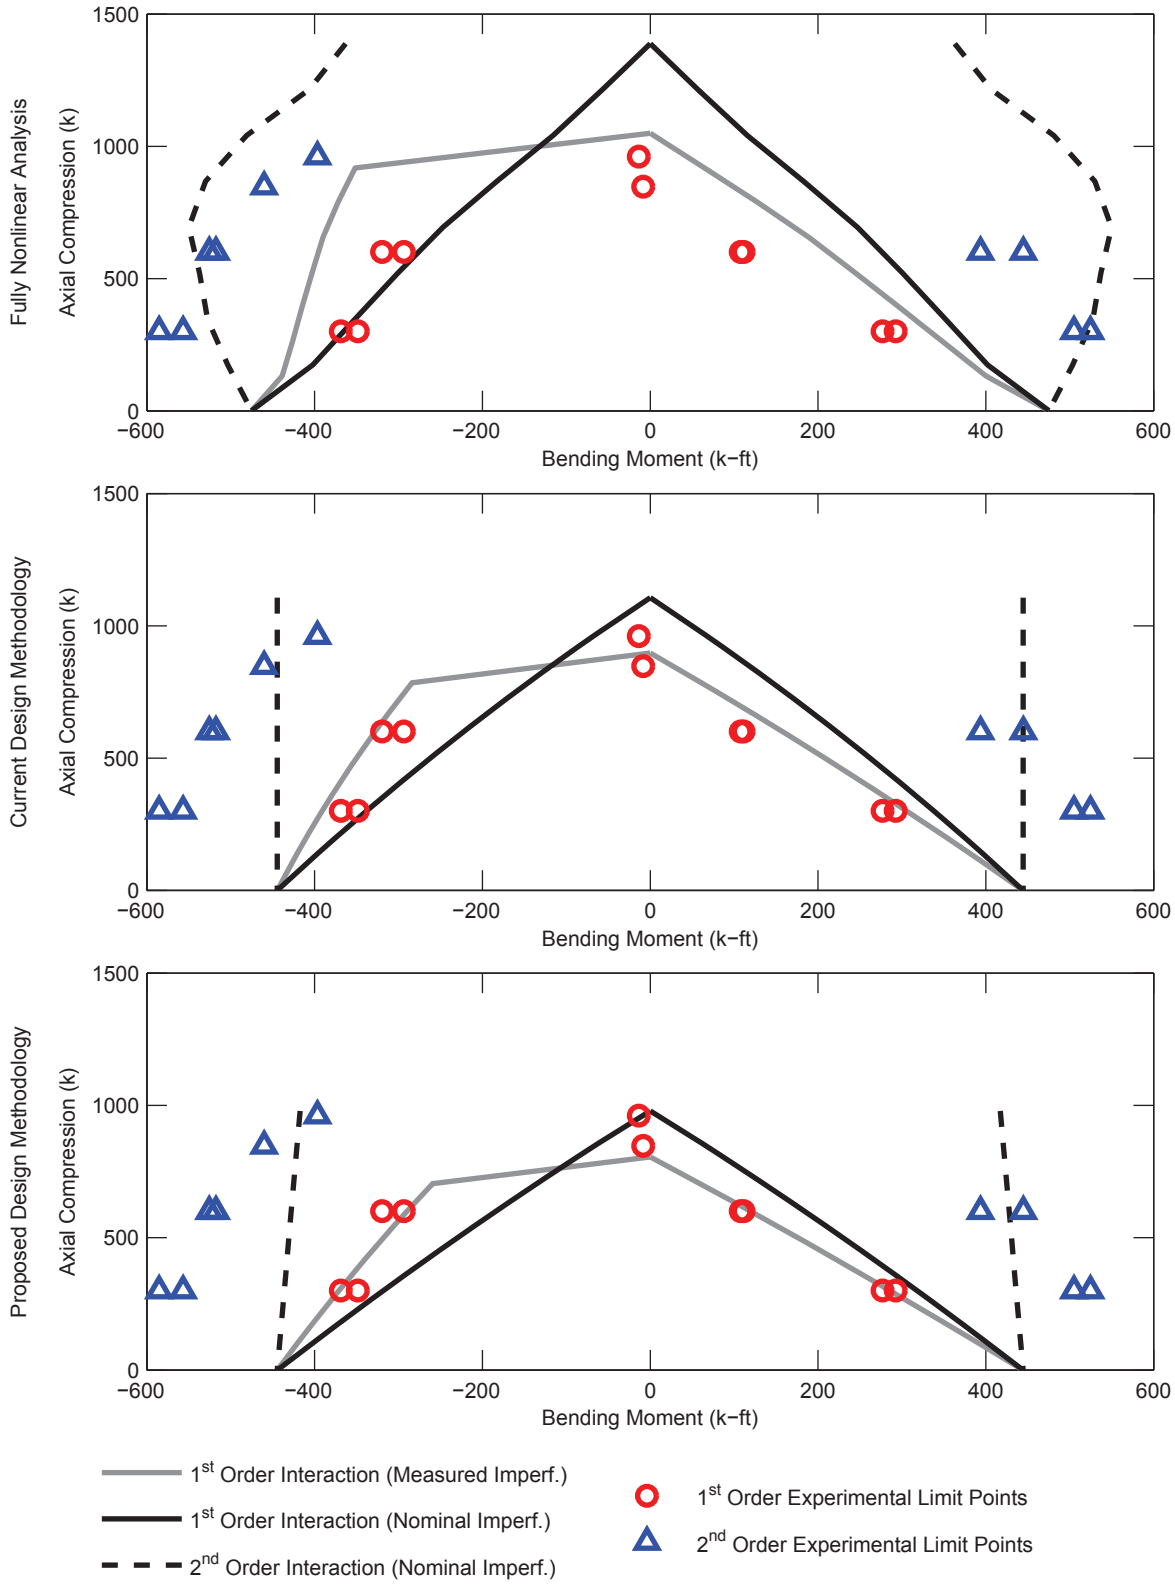 Fully Nonlinear Analysis
Axial Compression (k)
1500
1000
500
0
−600 −400 −200 0 200 400 600
Bending Moment (k−ft)
Current Design Methodology
Axial Compression (k)
1500
1000
500
0
−600 −400 −200 0 200 400 600
Bending Moment (k−ft)
Proposed Design Methodology
Axial Compression (k)
1500
1000
500
0
−600 −400 −200 0 200 400 600
Bending Moment (k−ft)
1st Order Interaction (Measured Imperf.)
1st Order Interaction (Nominal Imperf.)
2nd Order Interaction (Nominal Imperf.)
1st Order Experimental Limit Points
2nd Order Experimental Limit Points